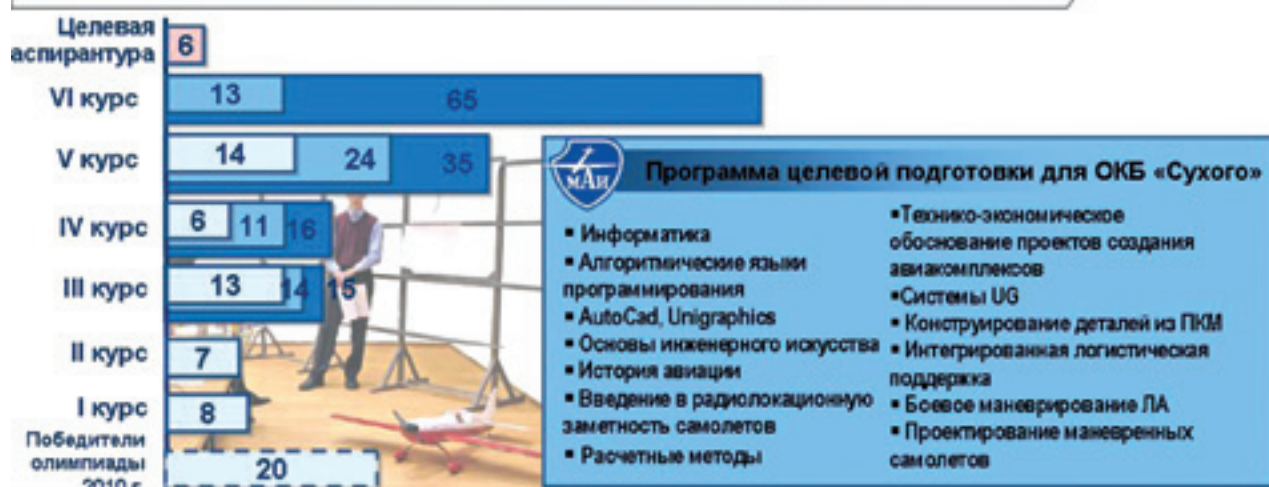 Целевая
аспирантура
6
VI курс
13
65
V курс
14
24
35
IV курс
6
11
16
III курс
13
14
15
II курс
7
I курс
8
Победители
олимпиады
2010 г.
20
МАИ
Программа целевой подготовки для ОКБ «Сухого»
▪ Информатика
▪ Алгоритмические языки
программирования
▪ AutoCad, Unigraphics
▪ Основы инженерного искусства
▪ История авиации
▪ Введение в радиолокационную
заметность самолетов
▪ Расчетные методы
▪Технико-экономическое
обоснование проектов создания
авиакомплексов
▪Системы UG
▪ Конструирование деталей из ПКМ
▪ Интегрированная логистическая
поддержка
▪ Боевое маневрирование ЛА
▪ Проектирование маневренных
самолетов